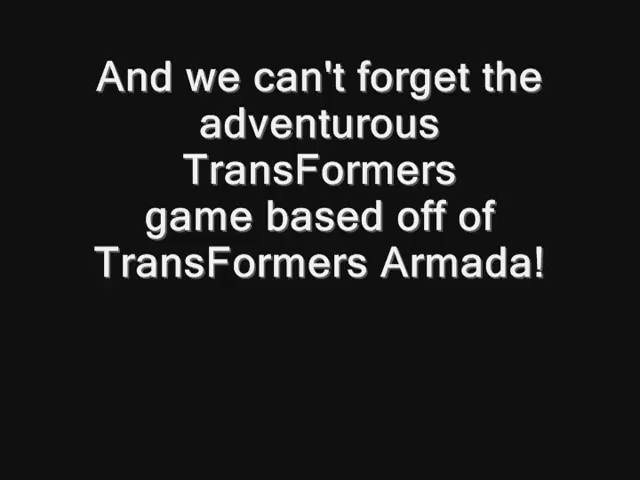 And we can't forget the
adventurous
TransFormers
game based off of
TransFormers Armada!